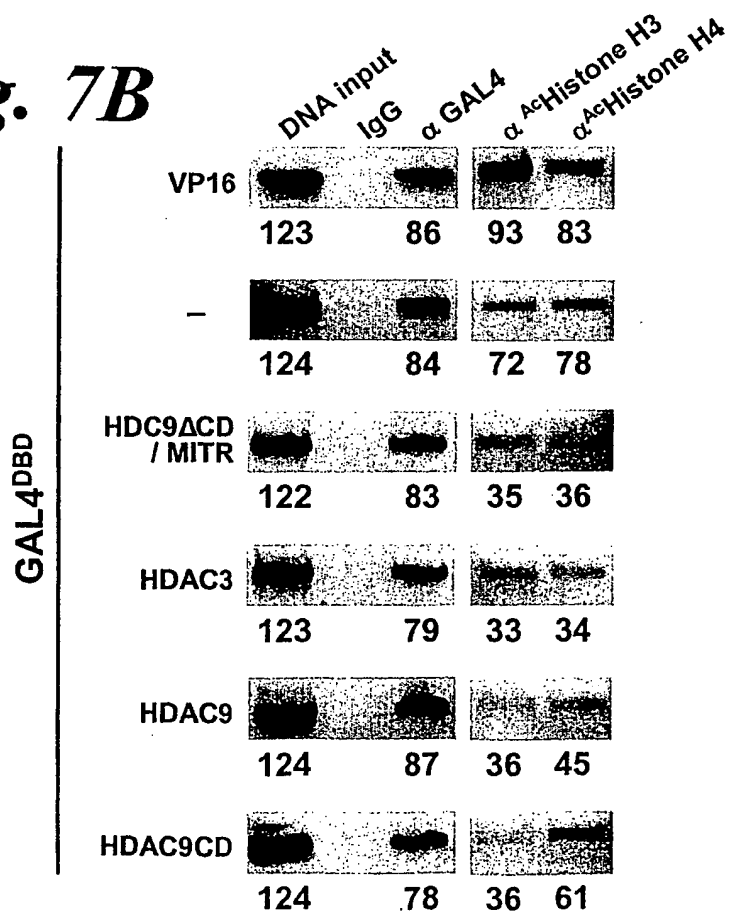 g. 7B
DNA input
IgG
α GAL4
α AcHistone H3
αAcHistone H4
GAL4DBD
VP16
123 86 93 83
–
124 84 72 78
HDC9ΔCD
/ MITR
122 83 35 36
HDAC3
123 79 33 34
HDAC9
124 87 36 45
HDAC9CD
124 78 36 61